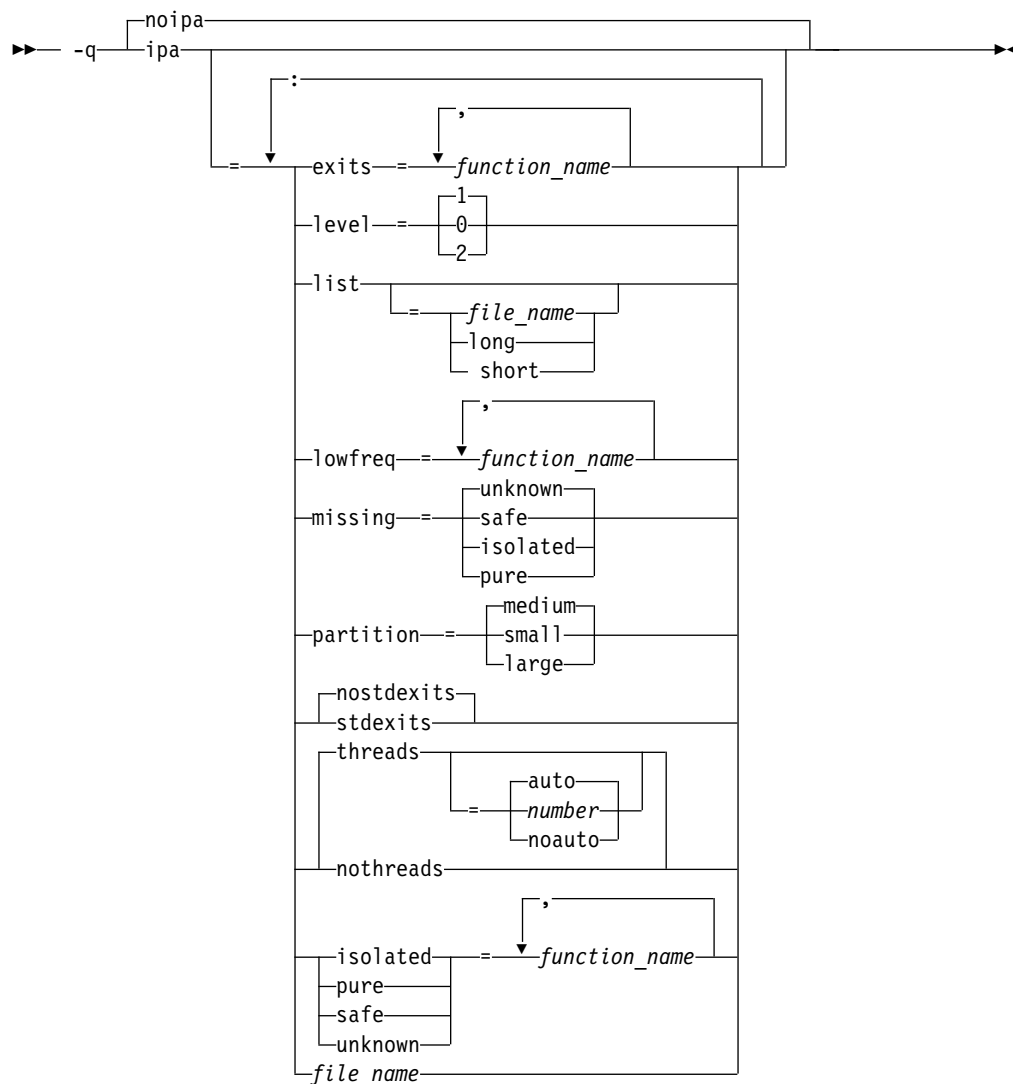 noipa
-q ipa
:
,
= exits = function_name
1
level = 0
2
list
= file_name
long
short
,
lowfreq = function_name
unknown
missing = safe
isolated
pure
medium
partition = small
large
nostdexits
stdexits
threads
auto
= number
noauto
nothreads
,
isolated = function_name
pure
safe
unknown
file_name